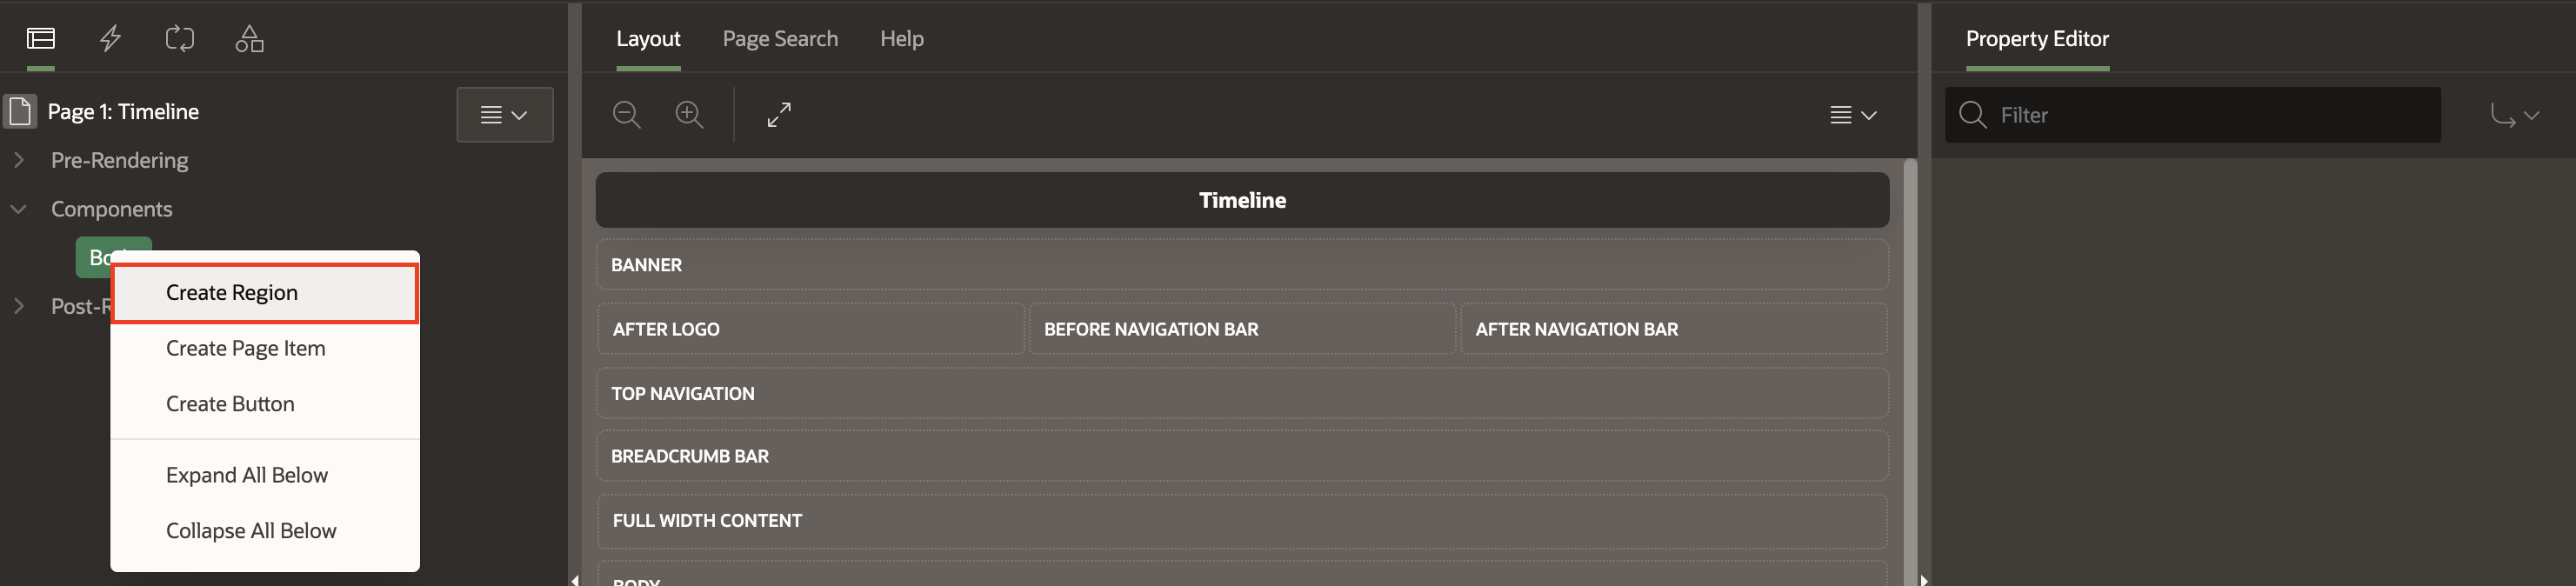 Layout Page Search Help
Property Editor
Page 1: Timeline
Filter
Pre-Rendering
Components
Create Region
Create Page Item
Create Button
Expand All Below
Collapse All Below
Timeline
BANNER
AFTER LOGO
BEFORE NAVIGATION BAR
AFTER NAVIGATION BAR
TOP NAVIGATION
BREADCRUMB BAR
FULL WIDTH CONTENT
BODY